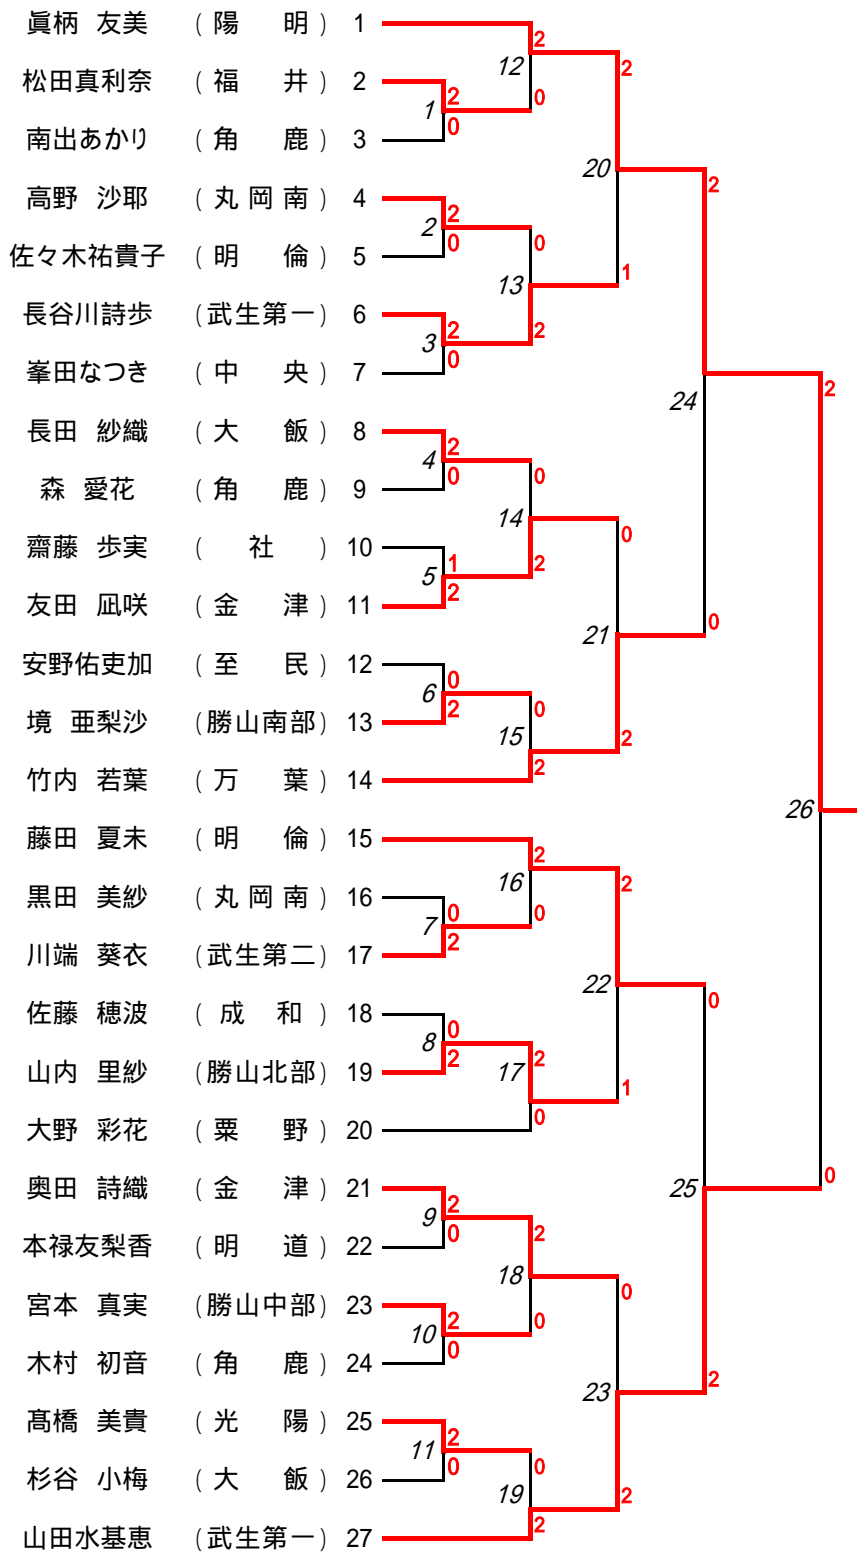 眞柄 友美 (陽 明) 1
松田真利奈 (福 井) 2
南出あかり (角 鹿) 3
高野 沙耶 (丸岡南) 4
佐々木祐貴子 (明 倫) 5
長谷川詩歩 (武生第一) 6
峯田なつき (中 央) 7
長田 紗織 (大 飯) 8
森 愛花 (角 鹿) 9
齋藤 歩実 (社) 10
友田 凪咲 (金 津) 11
安野佑吏加 (至 民) 12
境 亜梨沙 (勝山南部) 13
竹内 若葉 (万 葉) 14
藤田 夏未 (明 倫) 15
黒田 美紗 (丸岡南) 16
川端 葵衣 (武生第二) 17
佐藤 穂波 (成 和) 18
山内 里紗 (勝山北部) 19
大野 彩花 (粟 野) 20
奥田 詩織 (金 津) 21
本禄友梨香 (明 道) 22
宮本 真実 (勝山中部) 23
木村 初音 (角 鹿) 24
髙橋 美貴 (光 陽) 25
杉谷 小梅 (大 飯) 26
山田水基恵 (武生第一) 27
1 2 0
2 2 0
3 2 0
4 2 0
5 1 2
6 0 2
7 0 2
8 0 2
9 2 0
10 2 0
11 2 0
12 2 0
13 0 2
14 0 2
15 0 2
16 2 0
17 2 0
18 2 0
19 0 2
20 2 1
21 0 2
22 2 1
23 0 2
24 2 0
25 0 2
26 2 0